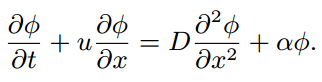 ∂ϕ/∂t + u ∂ϕ/∂x = D ∂²ϕ/∂x² + αϕ.